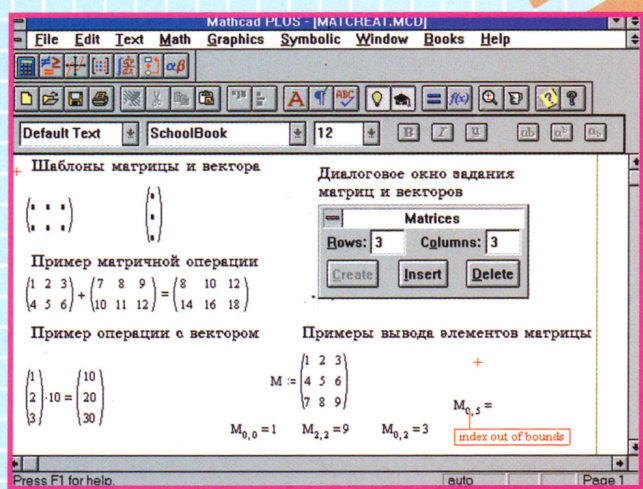 Mathcad PLUS - [MATCREAT.MCD]
File Edit Text Math Graphics Symbolic Window Books Help
αβ
ABC f(x) ?
Default Text SchoolBook 12 B I u ab
Шаблоны матрицы и вектора
Диалоговое окно задания
матриц и векторов
Matrices
Rows: 3 Columns: 3
Create Insert Delete
Пример матричной операции
(1 2 3) + (7 8 9) = (8 10 12)
(4 5 6) (10 11 12) (14 16 18)
Пример операции с вектором
Примеры вывода элементов матрицы
(1) (10)
(2) ·10 = (20)
(3) (30)
(1 2 3)
M := (4 5 6)
(7 8 9)
M0,0 = 1 M2,2 = 9 M0,2 = 3 M0,5 =
index out of bounds
Press F1 for help. auto Page 1